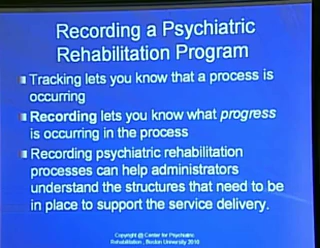 Recording a Psychiatric
Rehabilitation Program
Tracking lets you know that a process is
occurring
Recording lets you know what progress
is occurring in the process
Recording psychiatric rehabilitation
processes can help administrators
understand the structures that need to be
in place to support the service delivery.
Copyright @ Center for Psychiatric
Rehabilitation , Boston University 2010